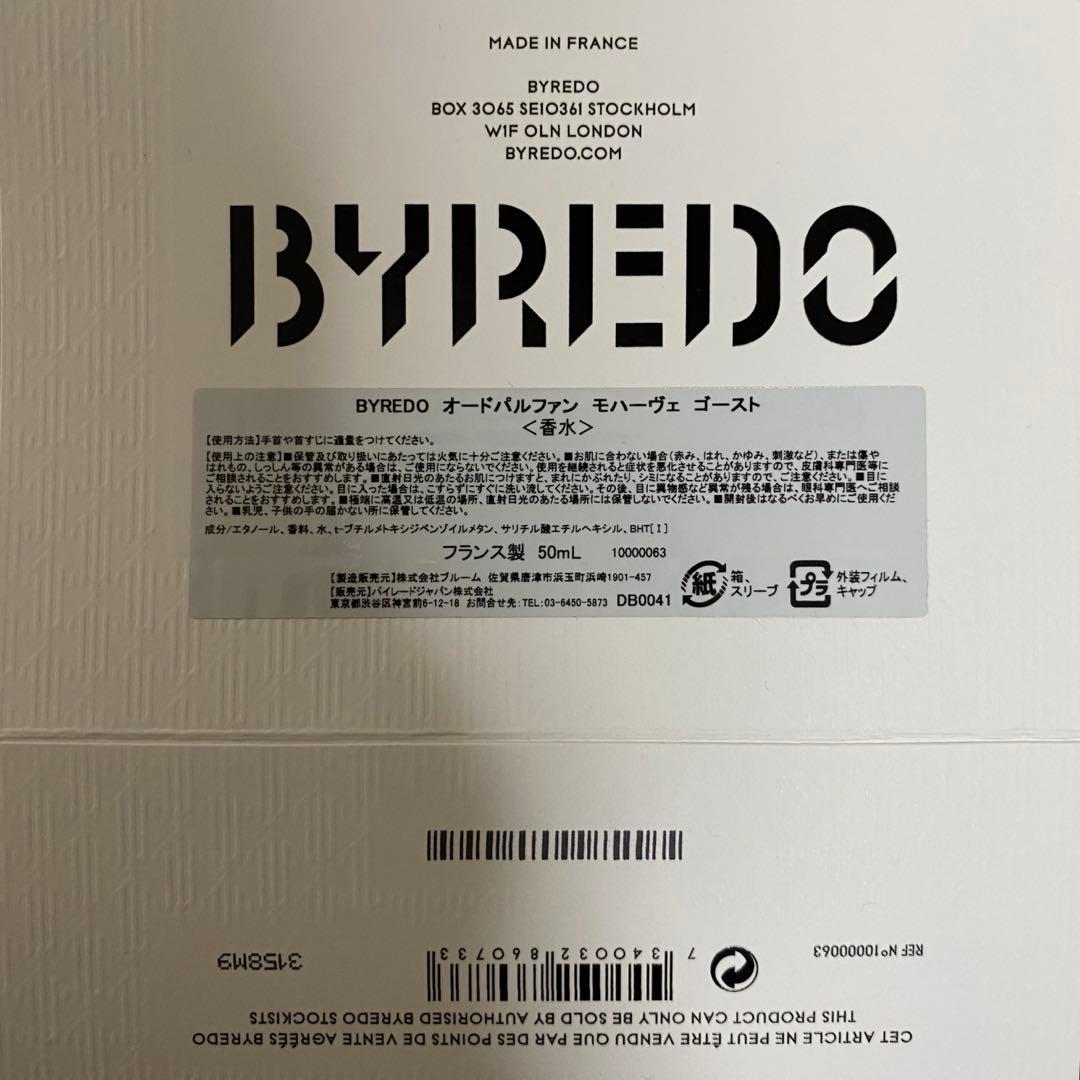 MADE IN FRANCE
BYREDO
BOX 3065 SE10361 STOCKHOLM
W1F OLN LONDON
BYREDO.COM
BYREDO
BYREDO オードパルファン モハーヴェ ゴースト
＜香水＞
【使用方法】手首や首すじに適量をつけてください。
【使用上の注意】■保管及び取り扱いにあたっては火気に十分ご注意ください。■お肌に合わない場合(赤み、はれ、かゆみ、刺激など)、または傷や
はれもの、しっしん等の異常がある場合は、ご使用にならないでください。使用を継続されると症状を悪化させることがありますので、皮膚科専門医等に
ご相談されることをおすすめします。■直射日光のあたるお肌につけますと、まれにかぶれたり、シミになることがありますので、ご注意ください。■目に
入らないようご注意ください。目に入った場合は、こすらずにすぐに洗い流してください。その後、目に異物感など異常が残る場合は、眼科専門医へご相談
されることをおすすめします。■極端に高温又は低温の場所、直射日光のあたる場所には保管しないでください。■開封後はなるべくお早めにご使用くだ
さい。■乳児、子供の手の届かない所に保管してください。
成分/エタノール、香料、水、t-ブチルメトキシジベンゾイルメタン、サリチル酸エチルヘキシル、BHT[I]
フランス製 50mL 10000063
【製造販売元】株式会社ブルーム 佐賀県唐津市浜玉町浜崎1901-457
【販売元】バイレードジャパン株式会社
東京都渋谷区神宮前6-12-18 お問合せ先:TEL:03-6450-5873 DB0041
紙 箱、
スリーブ
プラ 外装フィルム、
キャップ
REF Nº10000063
7 340032 860733
3158M9
THIS PRODUCT CAN ONLY BE SOLD BY AUTHORISED BYREDO STOCKISTS
CET ARTICLE NE PEUT ÊTRE VENDU QUE PAR DES POINTS DE VENTE AGRÉÉS BYREDO